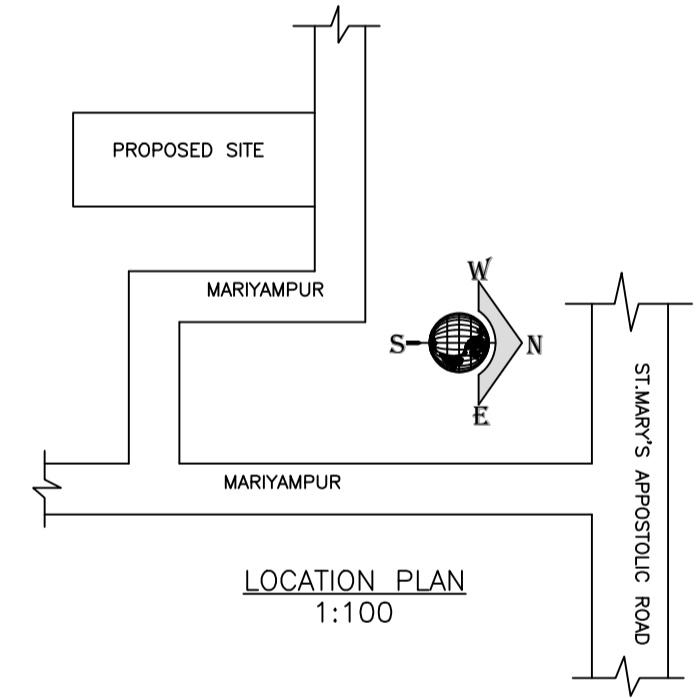 PROPOSED SITE
MARIYAMPUR
W
S
N
E
ST.MARY'S APPOSTOLIC ROAD
MARIYAMPUR
LOCATION PLAN
1:100